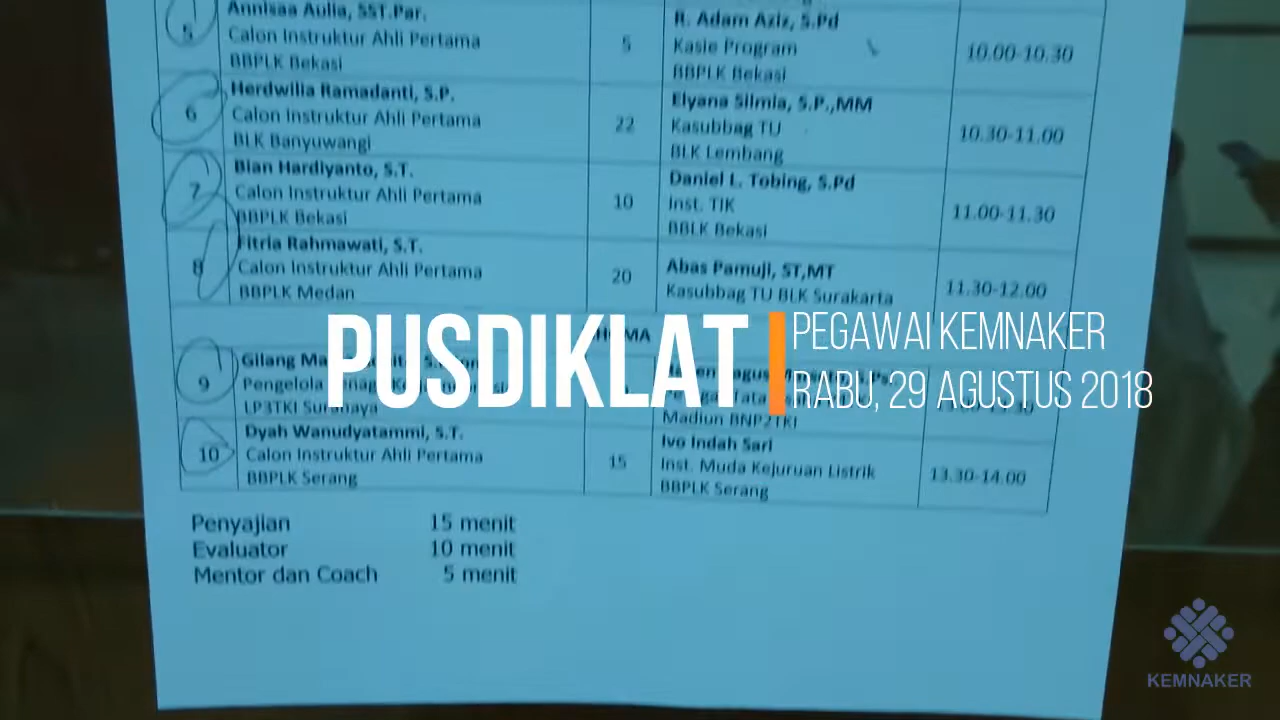 Annisaa Aulia, SST.Par.
5
Calon Instruktur Ahli Pertama
BBPLK Bekasi
5
R. Adam Aziz, S.Pd
Kasie Program
BBPLK Bekasi
10.00-10.30
6
Herdwilia Ramadanti, S.P.
Calon Instruktur Ahli Pertama
BLK Banyuwangi
22
Elyana Silmia, S.P.,MM
Kasubbag TU
BLK Lembang
10.30-11.00
7
Bian Hardiyanto, S.T.
Calon Instruktur Ahli Pertama
BBPLK Bekasi
10
Daniel L. Tobing, S.Pd
Inst. TIK
BBLK Bekasi
11.00-11.30
8
Fitria Rahmawati, S.T.
Calon Instruktur Ahli Pertama
BBPLK Medan
20
Abas Pamuji, ST,MT
Kasubbag TU BLK Surakarta
11.30-12.00
PUSDIKLAT
PEGAWAI KEMNAKER
RABU, 29 AGUSTUS 2018
9
Gilang
Pengelola
LP3TKI Surabaya
Madiun BNP2TKI
10
Dyah Wanudyatammi, S.T.
Calon Instruktur Ahli Pertama
BBPLK Serang
15
Ivo Indah Sari
Inst. Muda Kejuruan Listrik
BBPLK Serang
13.30-14.00
Penyajian 15 menit
Evaluator 10 menit
Mentor dan Coach 5 menit
KEMNAKER